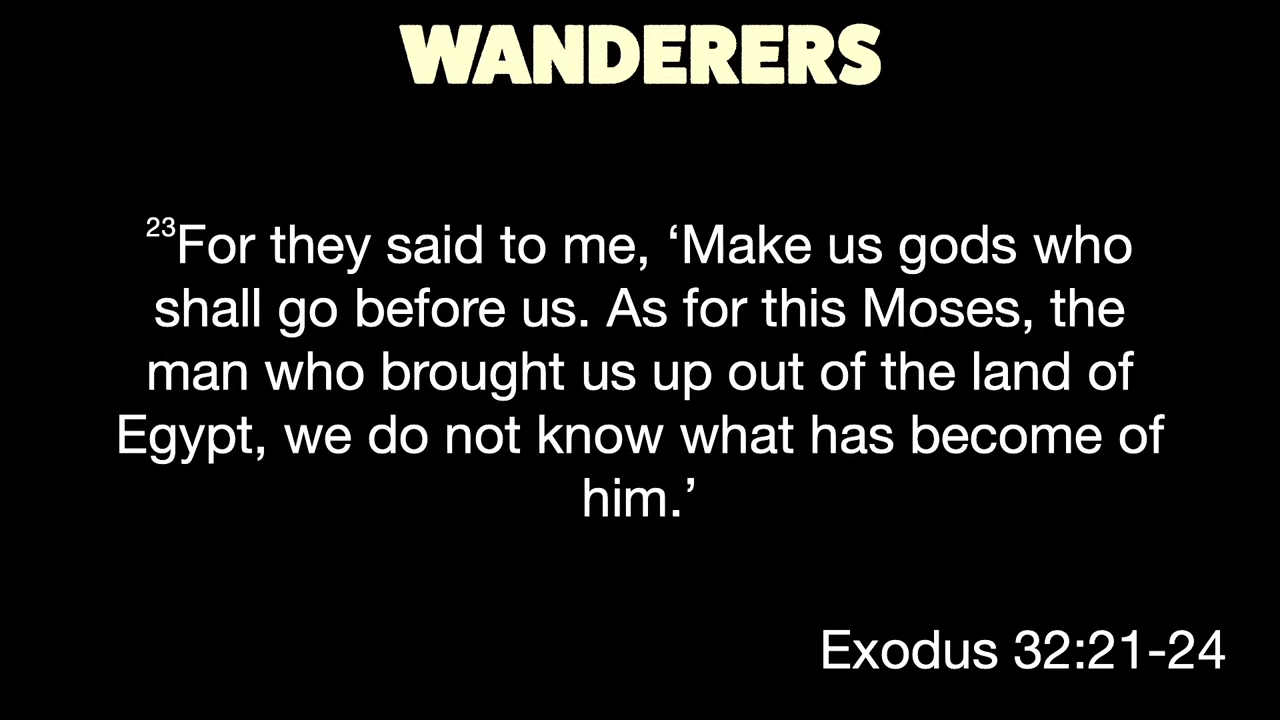 WANDERERS
²³For they said to me, ‘Make us gods who
shall go before us. As for this Moses, the
man who brought us up out of the land of
Egypt, we do not know what has become of
him.’
Exodus 32:21-24